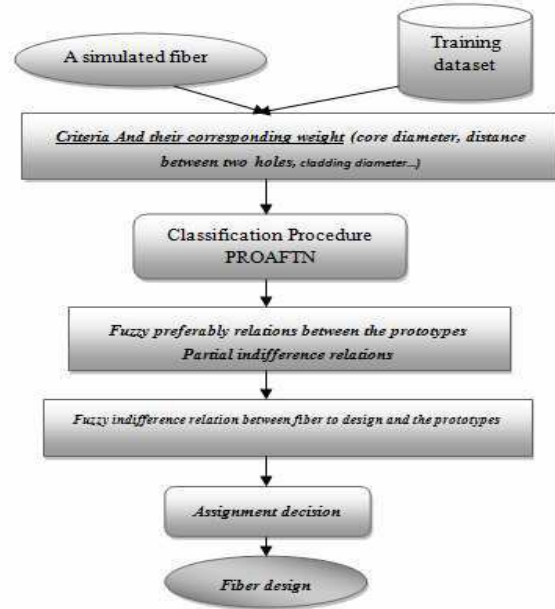 A simulated fiber
Training
dataset
Criteria And their corresponding weight (core diameter, distance
between two holes, cladding diameter...)
Classification Procedure
PROAFTN
Fuzzy preferably relations between the prototypes
Partial indifference relations
Fuzzy indifference relation between fiber to design and the prototypes
Assignment decision
Fiber design